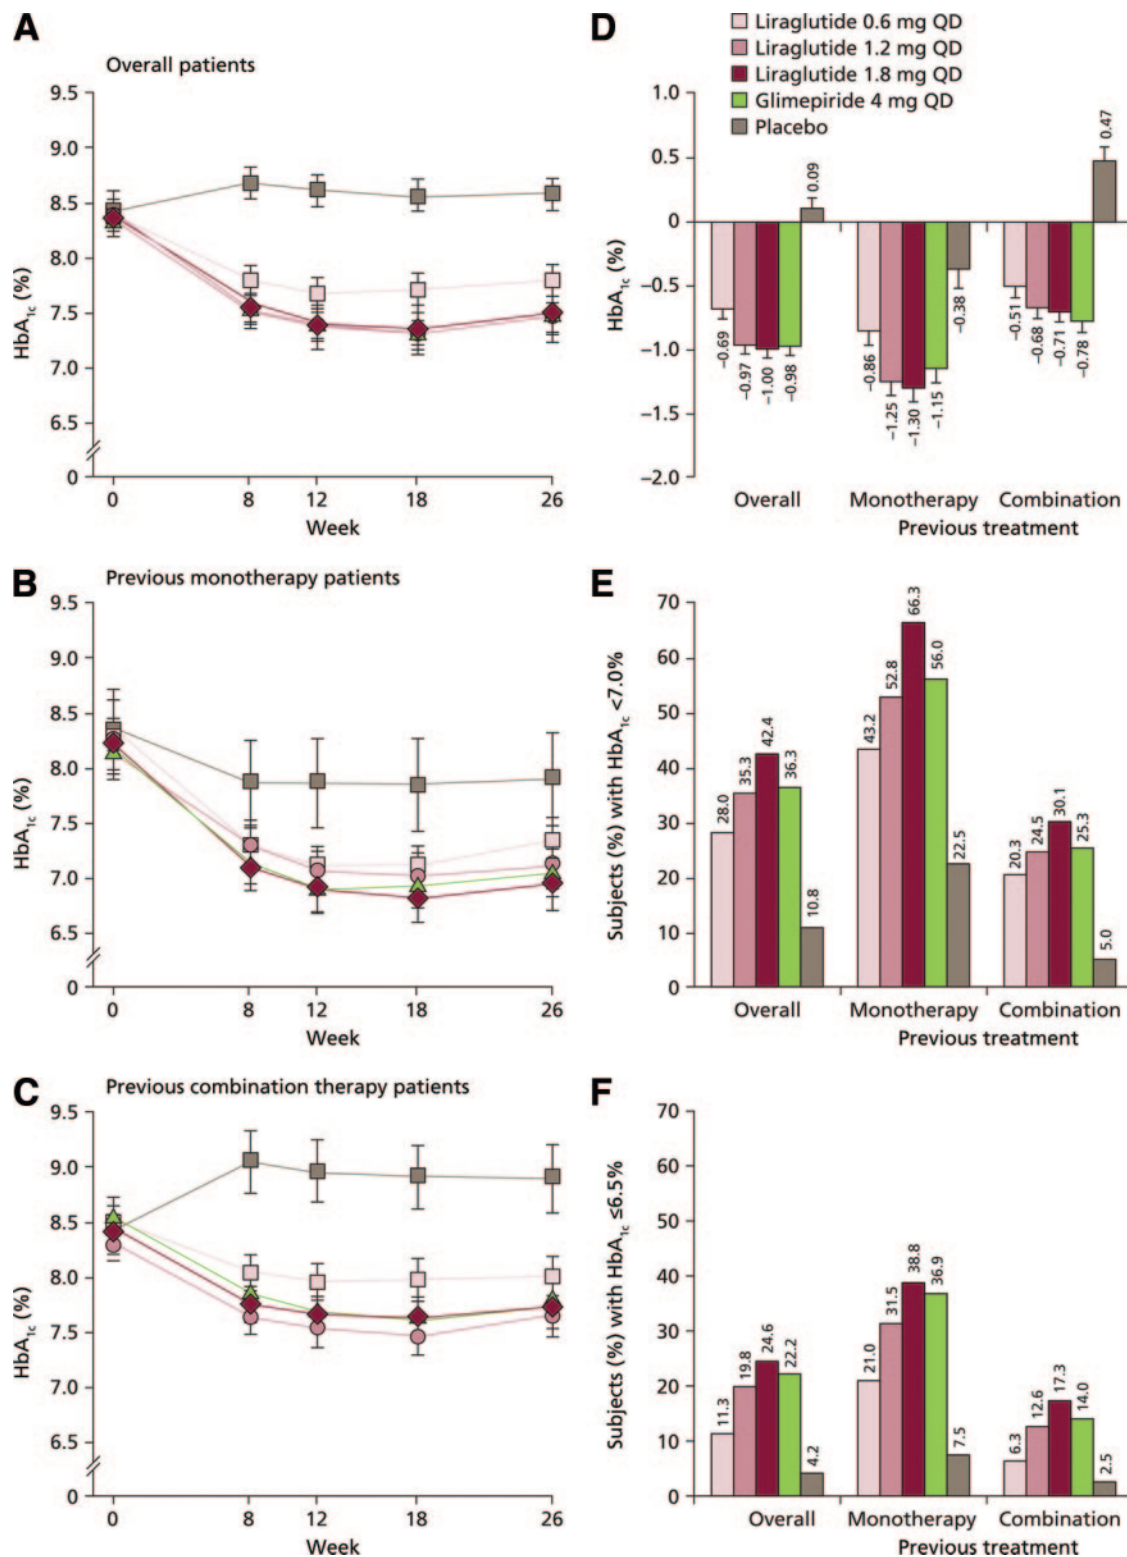 A
Overall patients
9.5
9.0
8.5
8.0
7.5
7.0
6.5
0
HbA1c (%)
0 8 12 18 26
Week
B
Previous monotherapy patients
9.5
9.0
8.5
8.0
7.5
7.0
6.5
0
HbA1c (%)
0 8 12 18 26
Week
C
Previous combination therapy patients
9.5
9.0
8.5
8.0
7.5
7.0
6.5
0
HbA1c (%)
0 8 12 18 26
Week
D
Liraglutide 0.6 mg QD
Liraglutide 1.2 mg QD
Liraglutide 1.8 mg QD
Glimepiride 4 mg QD
Placebo
1.0
0.5
0
−0.5
−1.0
−1.5
−2.0
HbA1c (%)
−0.69 −0.97 −1.00 −0.98 0.09
−0.86 −1.25 −1.30 −1.15 −0.38
−0.51 −0.68 −0.71 −0.78 0.47
Overall Monotherapy Combination
Previous treatment
E
70
60
50
40
30
20
10
0
Subjects (%) with HbA1c <7.0%
28.0 35.3 42.4 36.3 10.8
43.2 52.8 66.3 56.0 22.5
20.3 24.5 30.1 25.3 5.0
Overall Monotherapy Combination
Previous treatment
F
70
60
50
40
30
20
10
0
Subjects (%) with HbA1c ≤6.5%
11.3 19.8 24.6 22.2 4.2
21.0 31.5 38.8 36.9 7.5
6.3 12.6 17.3 14.0 2.5
Overall Monotherapy Combination
Previous treatment